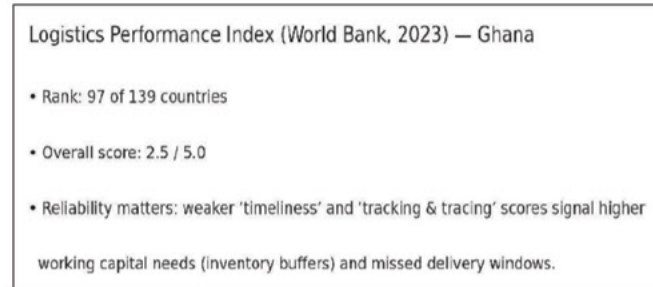 Logistics Performance Index (World Bank, 2023) — Ghana
• Rank: 97 of 139 countries
• Overall score: 2.5 / 5.0
• Reliability matters: weaker 'timeliness' and 'tracking & tracing' scores signal higher
working capital needs (inventory buffers) and missed delivery windows.